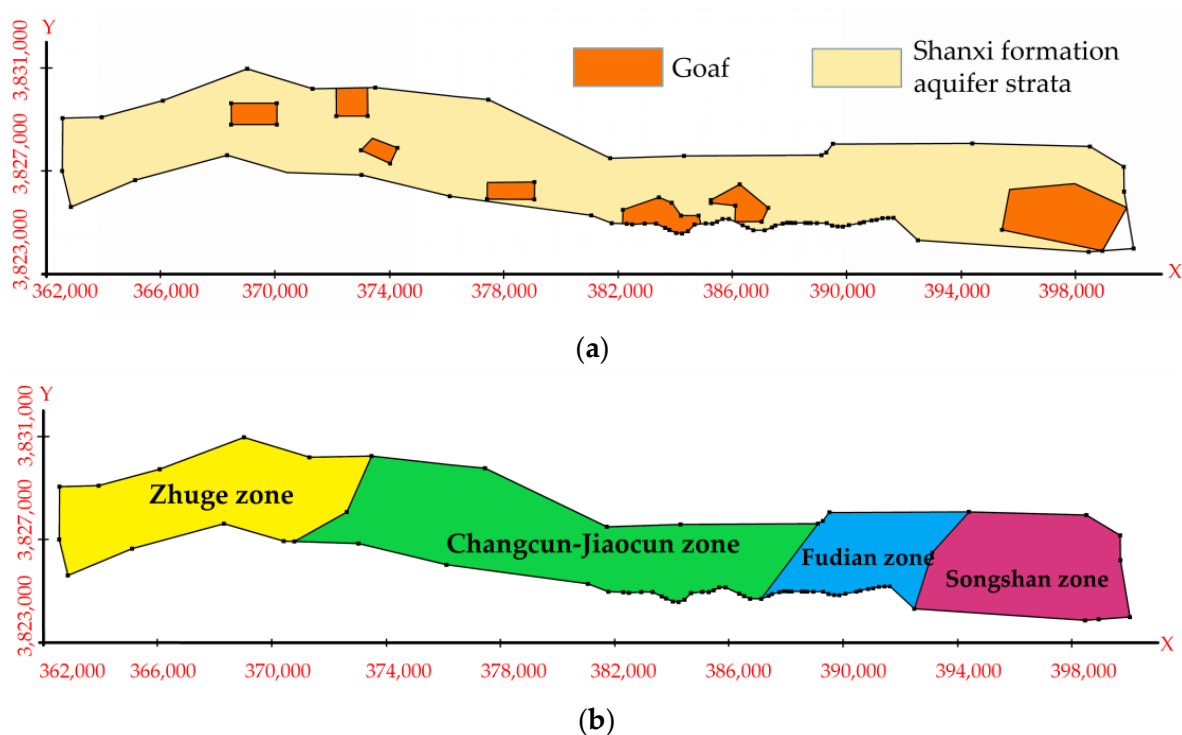 Y
3,831,000
3,827,000
3,823,000
Goaf
Shanxi formation
aquifer strata
X
362,000 366,000 370,000 374,000 378,000 382,000 386,000 390,000 394,000 398,000
(a)
Y
3,831,000
3,827,000
3,823,000
Zhuge zone
Changcun-Jiaocun zone
Fudian zone
Songshan zone
X
362,000 366,000 370,000 374,000 378,000 382,000 386,000 390,000 394,000 398,000
(b)